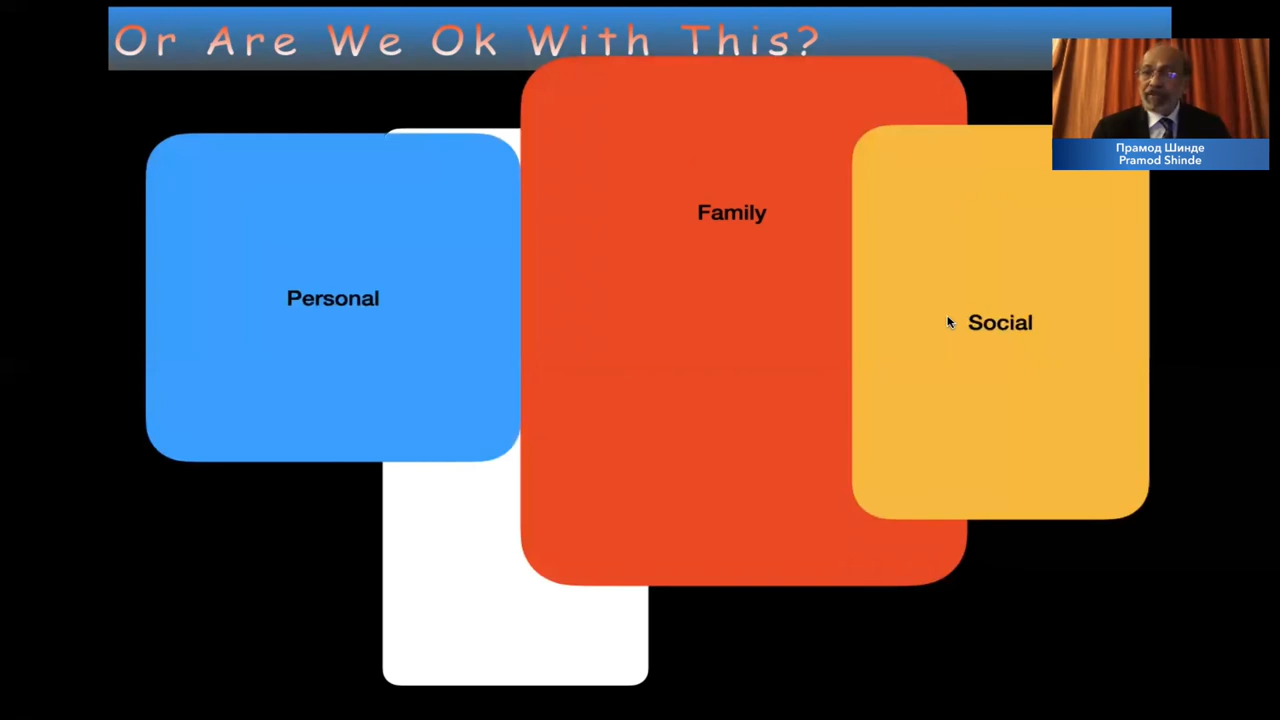 Or Are We Ok With This?
Прамод Шинде
Pramod Shinde
Family
Personal
Social